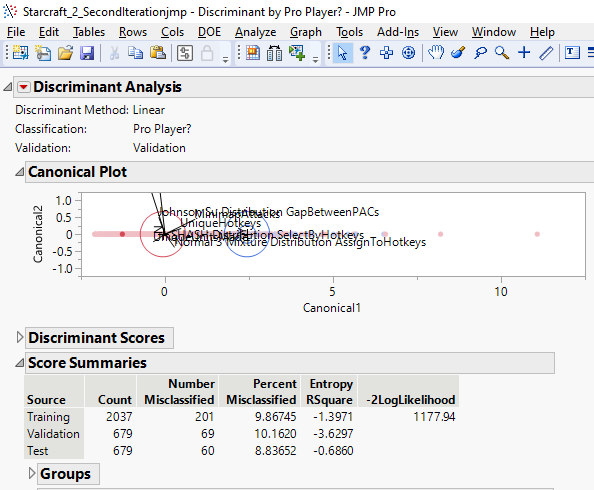 Starcraft_2_SecondIterationjmp - Discriminant by Pro Player? - JMP Pro
File Edit Tables Rows Cols DOE Analyze Graph Tools Add-Ins View Window Help
Discriminant Analysis
Discriminant Method: Linear
Classification: Pro Player?
Validation: Validation
Canonical Plot
Canonical2
1.0
0.5
0
-0.5
-1.0
JohnsonSu Distribution GapBetweenPACs
MinimapAttacks
UniqueHotkeys
SHASH Distribution SelectByHotkeys
Normal 3 Mixture Distribution AssignToHotkeys
0 5 10
Canonical1
Discriminant Scores
Score Summaries
Source Count Number Misclassified Percent Misclassified Entropy RSquare -2LogLikelihood
Training 2037 201 9.86745 -1.3971 1177.94
Validation 679 69 10.1620 -3.6297
Test 679 60 8.83652 -0.6860
Groups